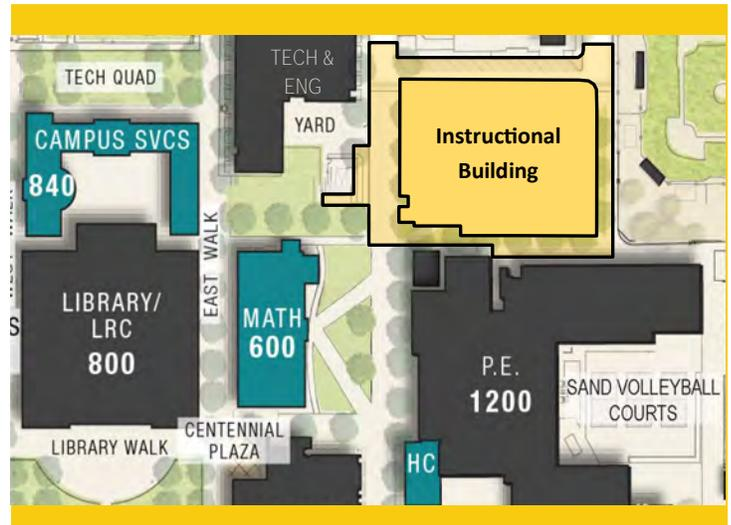 TECH &
ENG
TECH QUAD
YARD
CAMPUS SVCS
840
Instructional
Building
EAST WALK
LIBRARY/
LRC
800
MATH
600
P.E.
1200
SAND VOLLEYBALL
COURTS
CENTENNIAL
PLAZA
LIBRARY WALK
HC